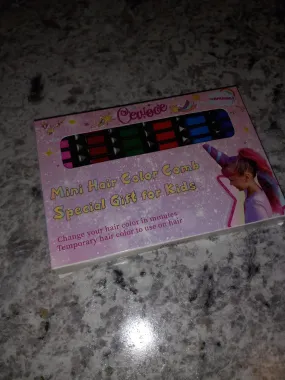 Mini Hair Color Comb
Special Gift for Kids
Change your hair color in minutes
Temporary hair color to use on hair